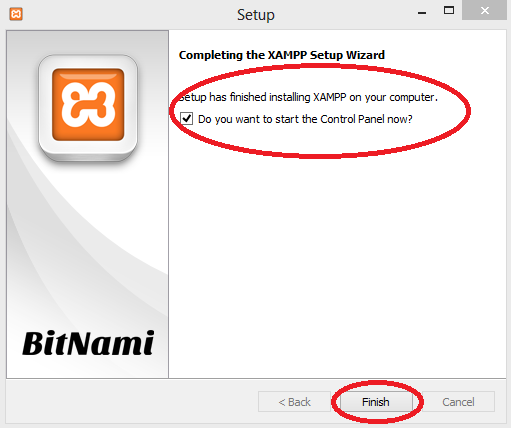 Setup
Completing the XAMPP Setup Wizard
Setup has finished installing XAMPP on your computer.
Do you want to start the Control Panel now?
BitNami
< Back
Finish
Cancel